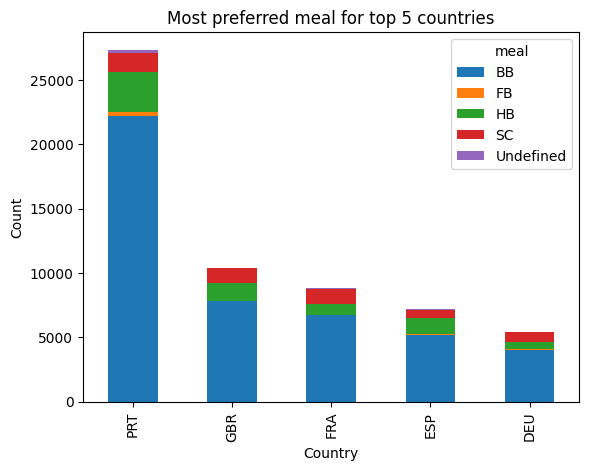 Most preferred meal for top 5 countries
meal
BB
FB
HB
SC
Undefined
25000
20000
15000
10000
5000
0
Count
PRT
GBR
FRA
ESP
DEU
Country